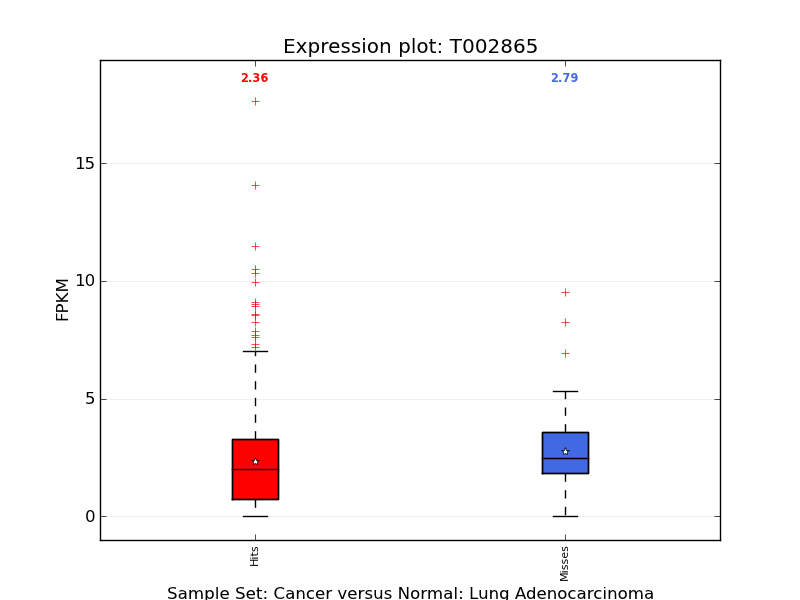 Expression plot: T002865
2.36
2.79
15
10
5
0
FPKM
Hits
Misses
Sample Set: Cancer versus Normal: Lung Adenocarcinoma